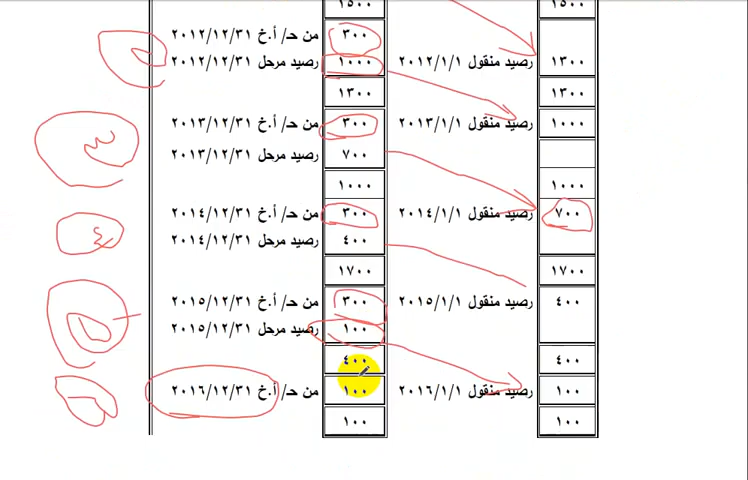 ١٥٠٠ ١٥٠٠
٣٠٠ من حـ/ أ.خ ٢٠١٢/١٢/٣١
١٣٠٠ رصيد منقول ٢٠١٢/١/١ ١٠٠٠ رصيد مرحل ٢٠١٢/١٢/٣١
١٣٠٠ ١٣٠٠
١٠٠٠ رصيد منقول ٢٠١٣/١/١ ٣٠٠ من حـ/ أ.خ ٢٠١٣/١٢/٣١
٧٠٠ رصيد مرحل ٢٠١٣/١٢/٣١
١٠٠٠ ١٠٠٠
٧٠٠ رصيد منقول ٢٠١٤/١/١ ٣٠٠ من حـ/ أ.خ ٢٠١٤/١٢/٣١
٤٠٠ رصيد مرحل ٢٠١٤/١٢/٣١
١٧٠٠ ١٧٠٠
٤٠٠ رصيد منقول ٢٠١٥/١/١ ٣٠٠ من حـ/ أ.خ ٢٠١٥/١٢/٣١
١٠٠ رصيد مرحل ٢٠١٥/١٢/٣١
٤٠٠ ٤٠٠
١٠٠ رصيد منقول ٢٠١٦/١/١ ١٠٠ من حـ/ أ.خ ٢٠١٦/١٢/٣١
١٠٠ ١٠٠